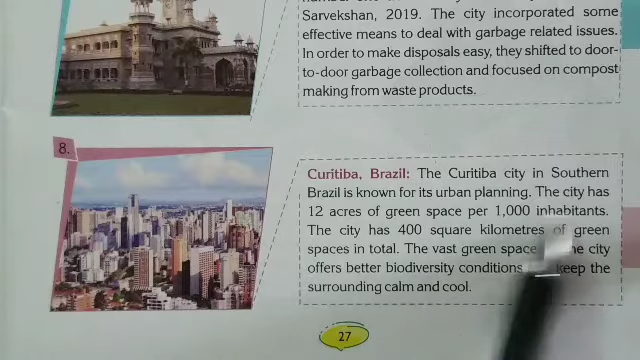 Sarvekshan, 2019. The city incorporated some
effective means to deal with garbage related issues.
In order to make disposals easy, they shifted to door-
to-door garbage collection and focused on compost
making from waste products.
8.
Curitiba, Brazil: The Curitiba city in Southern
Brazil is known for its urban planning. The city has
12 acres of green space per 1,000 inhabitants.
The city has 400 square kilometres of green
spaces in total. The vast green space city
offers better biodiversity conditions keep the
surrounding calm and cool.
27